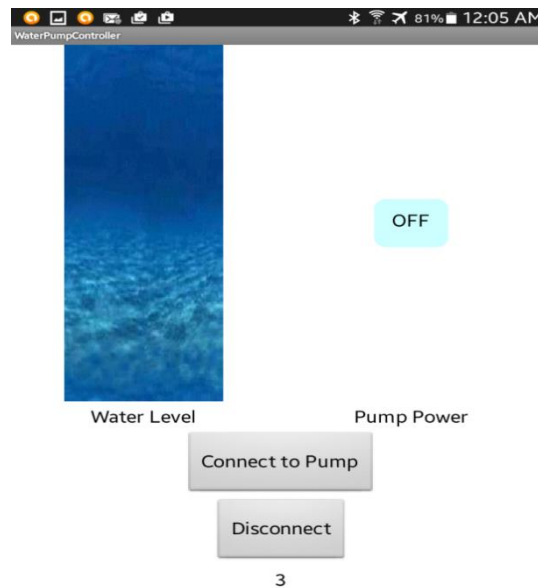 81% 12:05 AM
WaterPumpController
OFF
Water Level Pump Power
Connect to Pump
Disconnect
3